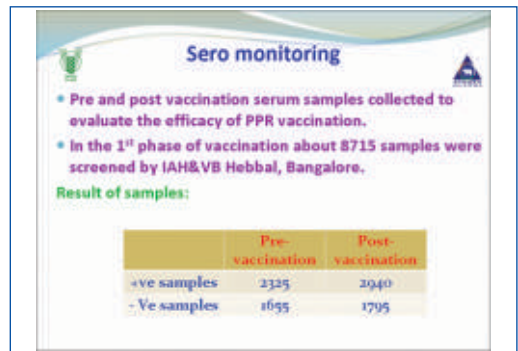 Sero monitoring
• Pre and post vaccination serum samples collected to
evaluate the efficacy of PPR vaccination.
• In the 1st phase of vaccination about 8715 samples were
screened by IAH&VB Hebbal, Bangalore.
Result of samples:
Pre- Post-
vaccination vaccination
+ve samples 2325 2940
- Ve samples 1655 1795